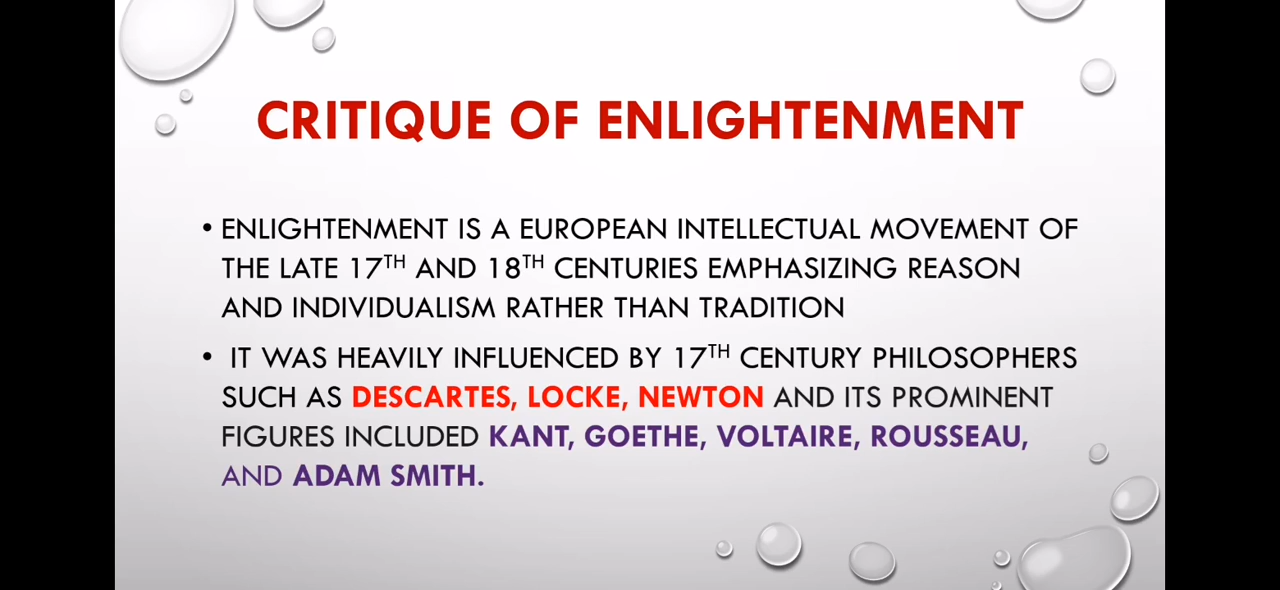 CRITIQUE OF ENLIGHTENMENT
• ENLIGHTENMENT IS A EUROPEAN INTELLECTUAL MOVEMENT OF
THE LATE 17TH AND 18TH CENTURIES EMPHASIZING REASON
AND INDIVIDUALISM RATHER THAN TRADITION
• IT WAS HEAVILY INFLUENCED BY 17TH CENTURY PHILOSOPHERS
SUCH AS DESCARTES, LOCKE, NEWTON AND ITS PROMINENT
FIGURES INCLUDED KANT, GOETHE, VOLTAIRE, ROUSSEAU,
AND ADAM SMITH.